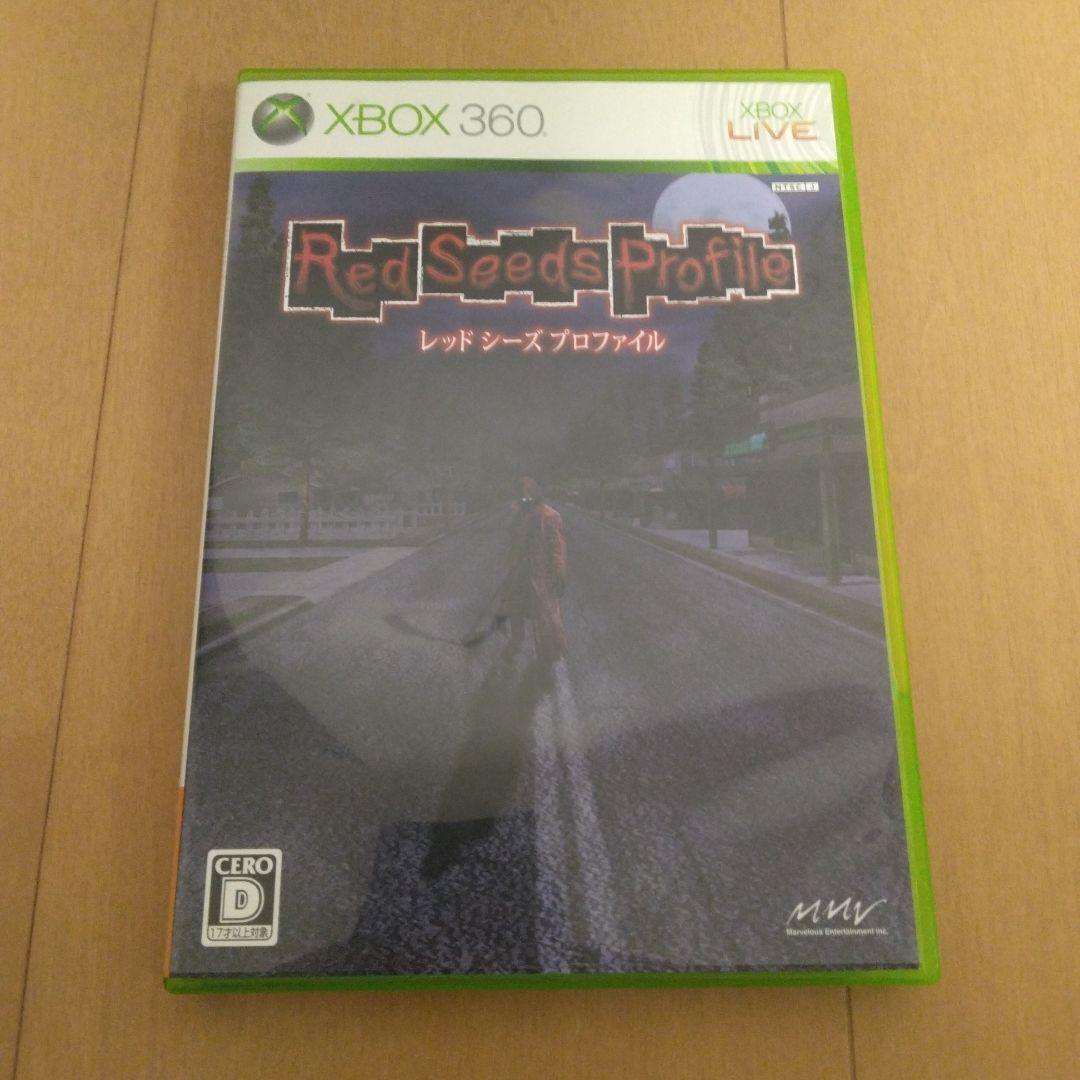 XBOX 360
XBOX
LIVE
NTSC J
Red Seeds Profile
レッド シーズ プロファイル
CERO
D
17才以上対象
MMV
Marvelous Entertainment Inc.